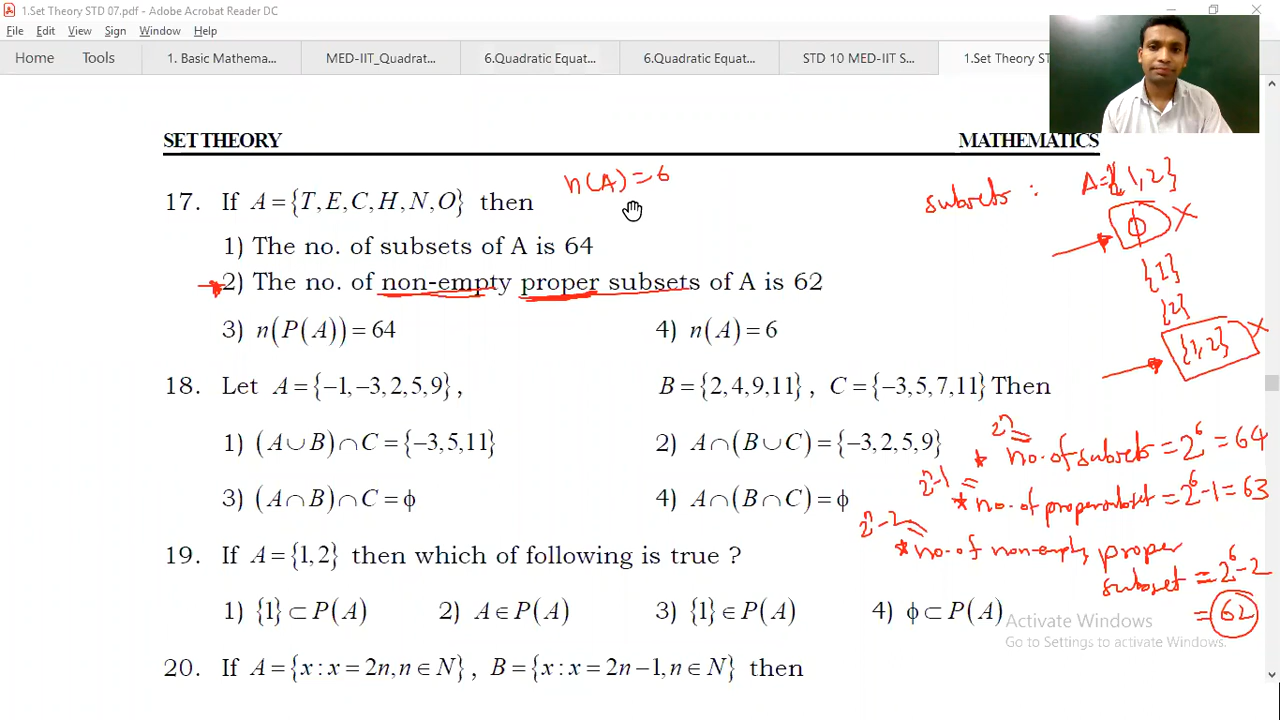 1.Set Theory STD 07.pdf - Adobe Acrobat Reader DC
File Edit View Sign Window Help
Home Tools 1. Basic Mathema... MED-IIT_Quadrat... 6.Quadratic Equat... 6.Quadratic Equat... STD 10 MED-IIT S... 1.Set Theory STD
SET THEORY MATHEMATICS
n(A)=6
subsets : A={1,2}
17. If A={T,E,C,H,N,O} then
ϕ X
1) The no. of subsets of A is 64
{1}
2) The no. of non-empty proper subsets of A is 62
{2}
3) n(P(A))=64 4) n(A)=6
{1,2} X
18. Let A={-1,-3,2,5,9}, B={2,4,9,11}, C={-3,5,7,11} Then
1) (A∪B)∩C={-3,5,11} 2) A∩(B∪C)={-3,2,5,9}
2ⁿ
* no. of subsets = 2⁶ = 64
3) (A∩B)∩C=ϕ 4) A∩(B∩C)=ϕ
2ⁿ-1
* no. of proper subset = 2⁶-1 = 63
2ⁿ-2
* no. of non-empty proper
subset = 2⁶-2
= 62
19. If A={1,2} then which of following is true ?
1) {1}⊂P(A) 2) A∈P(A) 3) {1}∈P(A) 4) ϕ⊂P(A)
Activate Windows
Go to Settings to activate Windows.
20. If A={x:x=2n,n∈N}, B={x:x=2n-1,n∈N} then